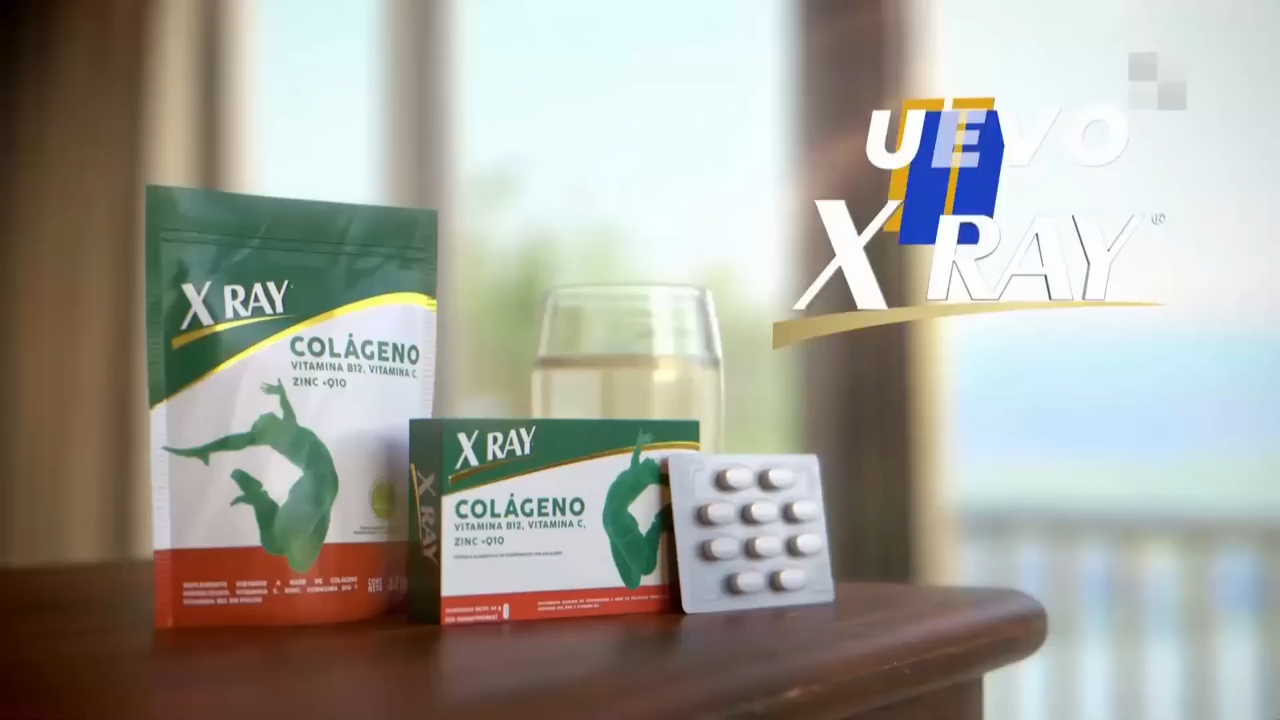 UEVO
X RAY®
X RAY
COLÁGENO
VITAMINA B12, VITAMINA C,
ZINC +Q10
X RAY
COLÁGENO
VITAMINA B12, VITAMINA C,
ZINC +Q10
X RAY